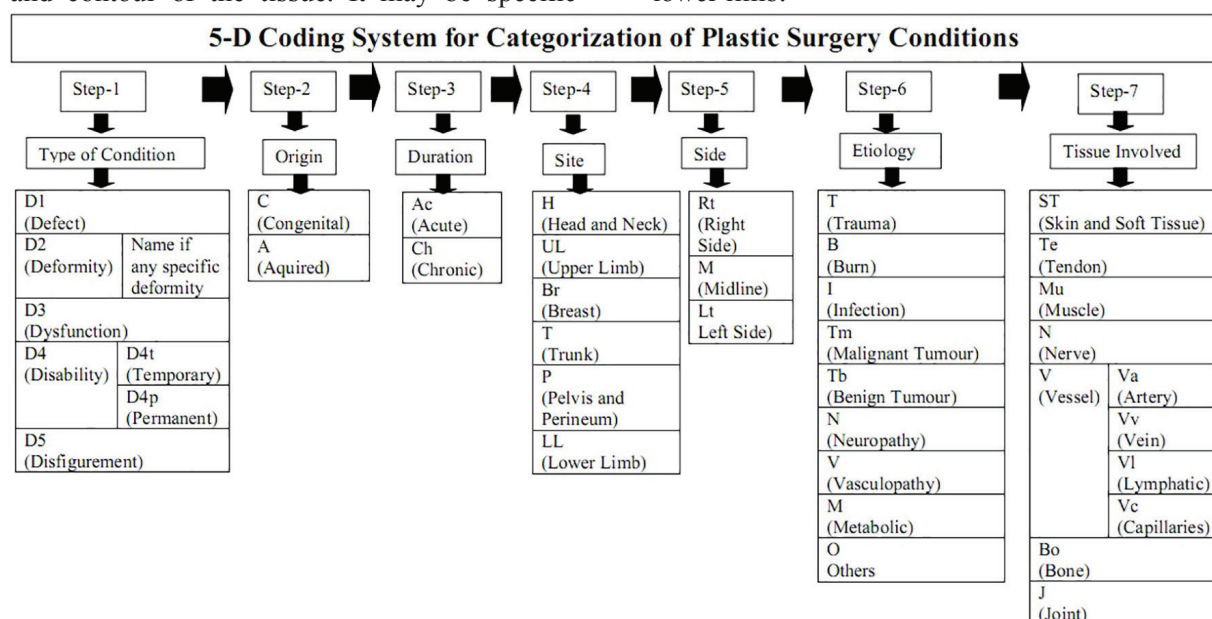 and contour of the tissue. It may be specific
lower limb.
5-D Coding System for Categorization of Plastic Surgery Conditions
Step-1
Step-2
Step-3
Step-4
Step-5
Step-6
Step-7
Type of Condition
Origin
Duration
Site
Side
Etiology
Tissue Involved
D1
(Defect)
D2
(Deformity)
Name if
any specific
deformity
D3
(Dysfunction)
D4
(Disability)
D4t
(Temporary)
D4p
(Permanent)
D5
(Disfigurement)
C
(Congenital)
A
(Aquired)
Ac
(Acute)
Ch
(Chronic)
H
(Head and Neck)
UL
(Upper Limb)
Br
(Breast)
T
(Trunk)
P
(Pelvis and
Perineum)
LL
(Lower Limb)
Rt
(Right
Side)
M
(Midline)
Lt
Left Side)
T
(Trauma)
B
(Burn)
I
(Infection)
Tm
(Malignant Tumour)
Tb
(Benign Tumour)
N
(Neuropathy)
V
(Vasculopathy)
M
(Metabolic)
O
Others
ST
(Skin and Soft Tissue)
Te
(Tendon)
Mu
(Muscle)
N
(Nerve)
V
(Vessel)
Va
(Artery)
Vv
(Vein)
Vl
(Lymphatic)
Vc
(Capillaries)
Bo
(Bone)
J
(Joint)